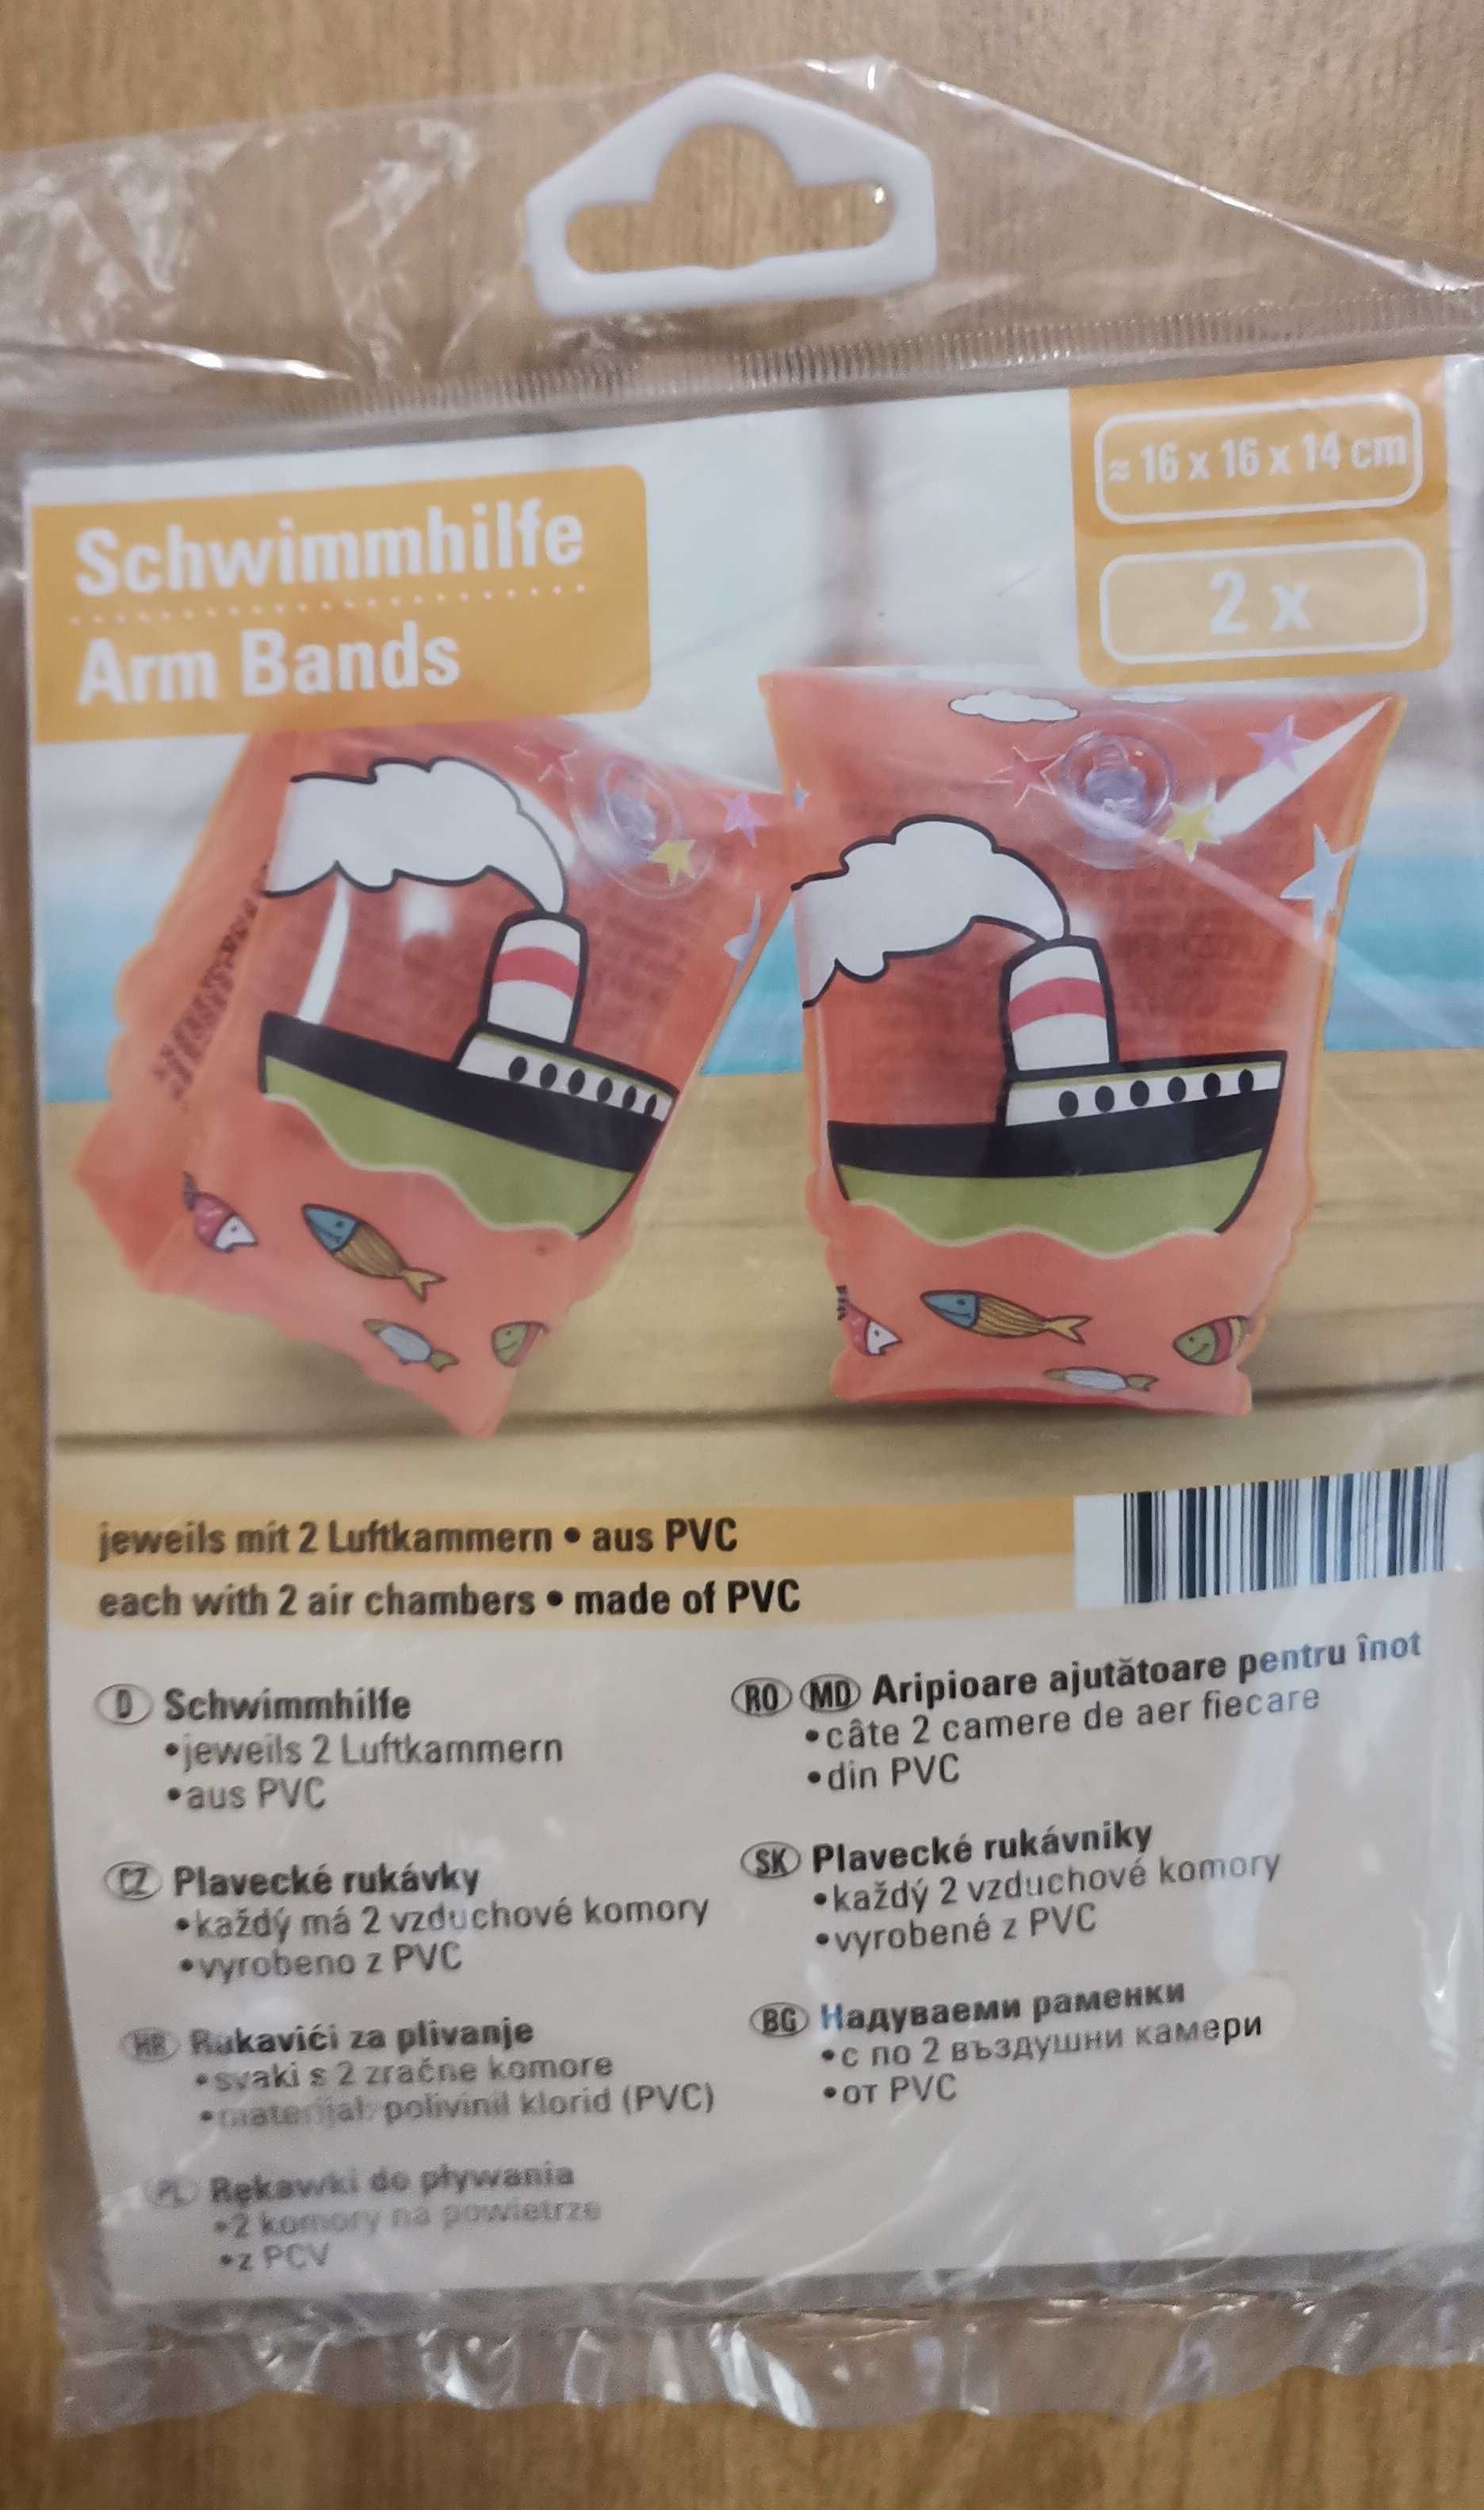 Schwimmhilfe
Arm Bands
≈ 16 x 16 x 14 cm
2 x
jeweils mit 2 Luftkammern • aus PVC
each with 2 air chambers • made of PVC
D Schwimmhilfe
•jeweils 2 Luftkammern
•aus PVC
CZ Plavecké rukávky
•každý má 2 vzduchové komory
•vyrobeno z PVC
HR Rukavići za plivanje
•svaki s 2 zračne komore
•materijal: polivinil klorid (PVC)
PL Rękawki do pływania
•2 komory na powietrze
•z PCV
RO MD Aripioare ajutătoare pentru înot
•câte 2 camere de aer fiecare
•din PVC
SK Plavecké rukávniky
•každý 2 vzduchové komory
•vyrobené z PVC
BG Надуваеми раменки
•с по 2 въздушни камери
•от PVC